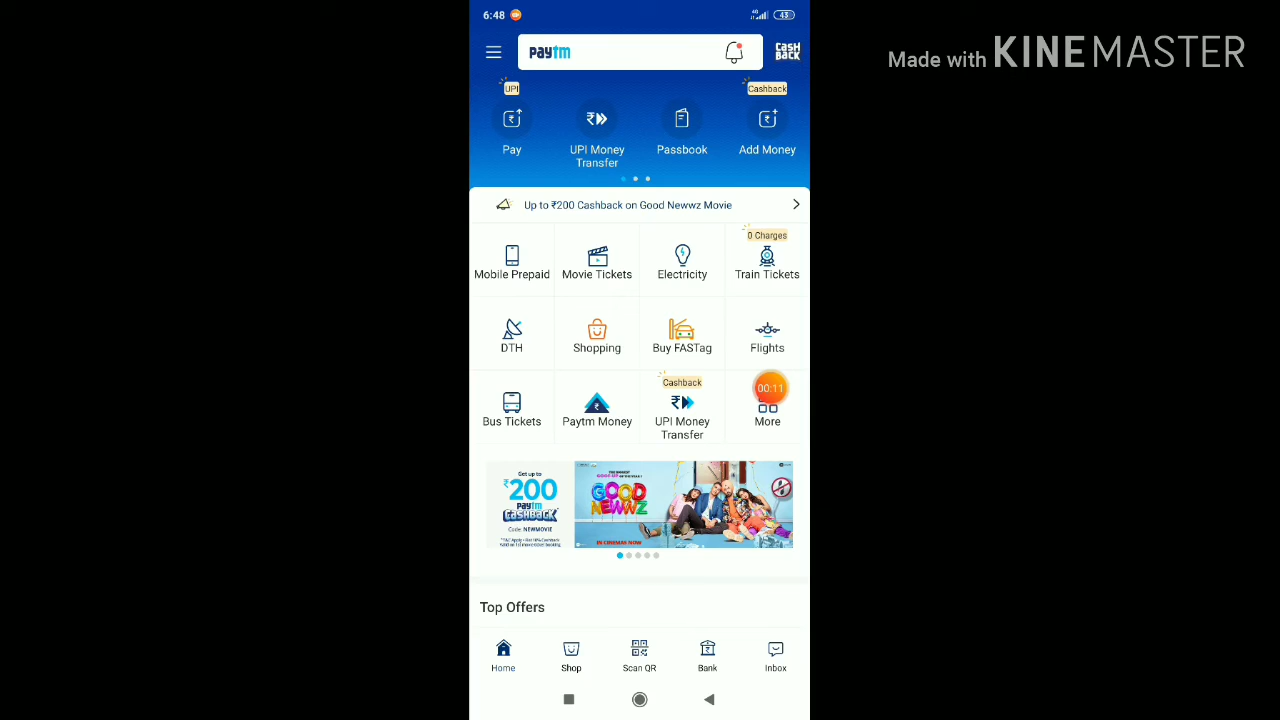 6:48
4G
43
Made with KINEMASTER
paytm
CASH
BACK
UPI
Cashback
Pay
UPI Money
Transfer
Passbook
Add Money
Up to ₹200 Cashback on Good Newwz Movie
0 Charges
Mobile Prepaid
Movie Tickets
Electricity
Train Tickets
DTH
Shopping
Buy FASTag
Flights
Cashback
00:11
Bus Tickets
Paytm Money
UPI Money
Transfer
More
Get up to
₹200
paytm
CASHBACK
Code: NEWMOVIE
GOOD
NEWWZ
IN CINEMAS NOW
Top Offers
Home
Shop
Scan QR
Bank
Inbox